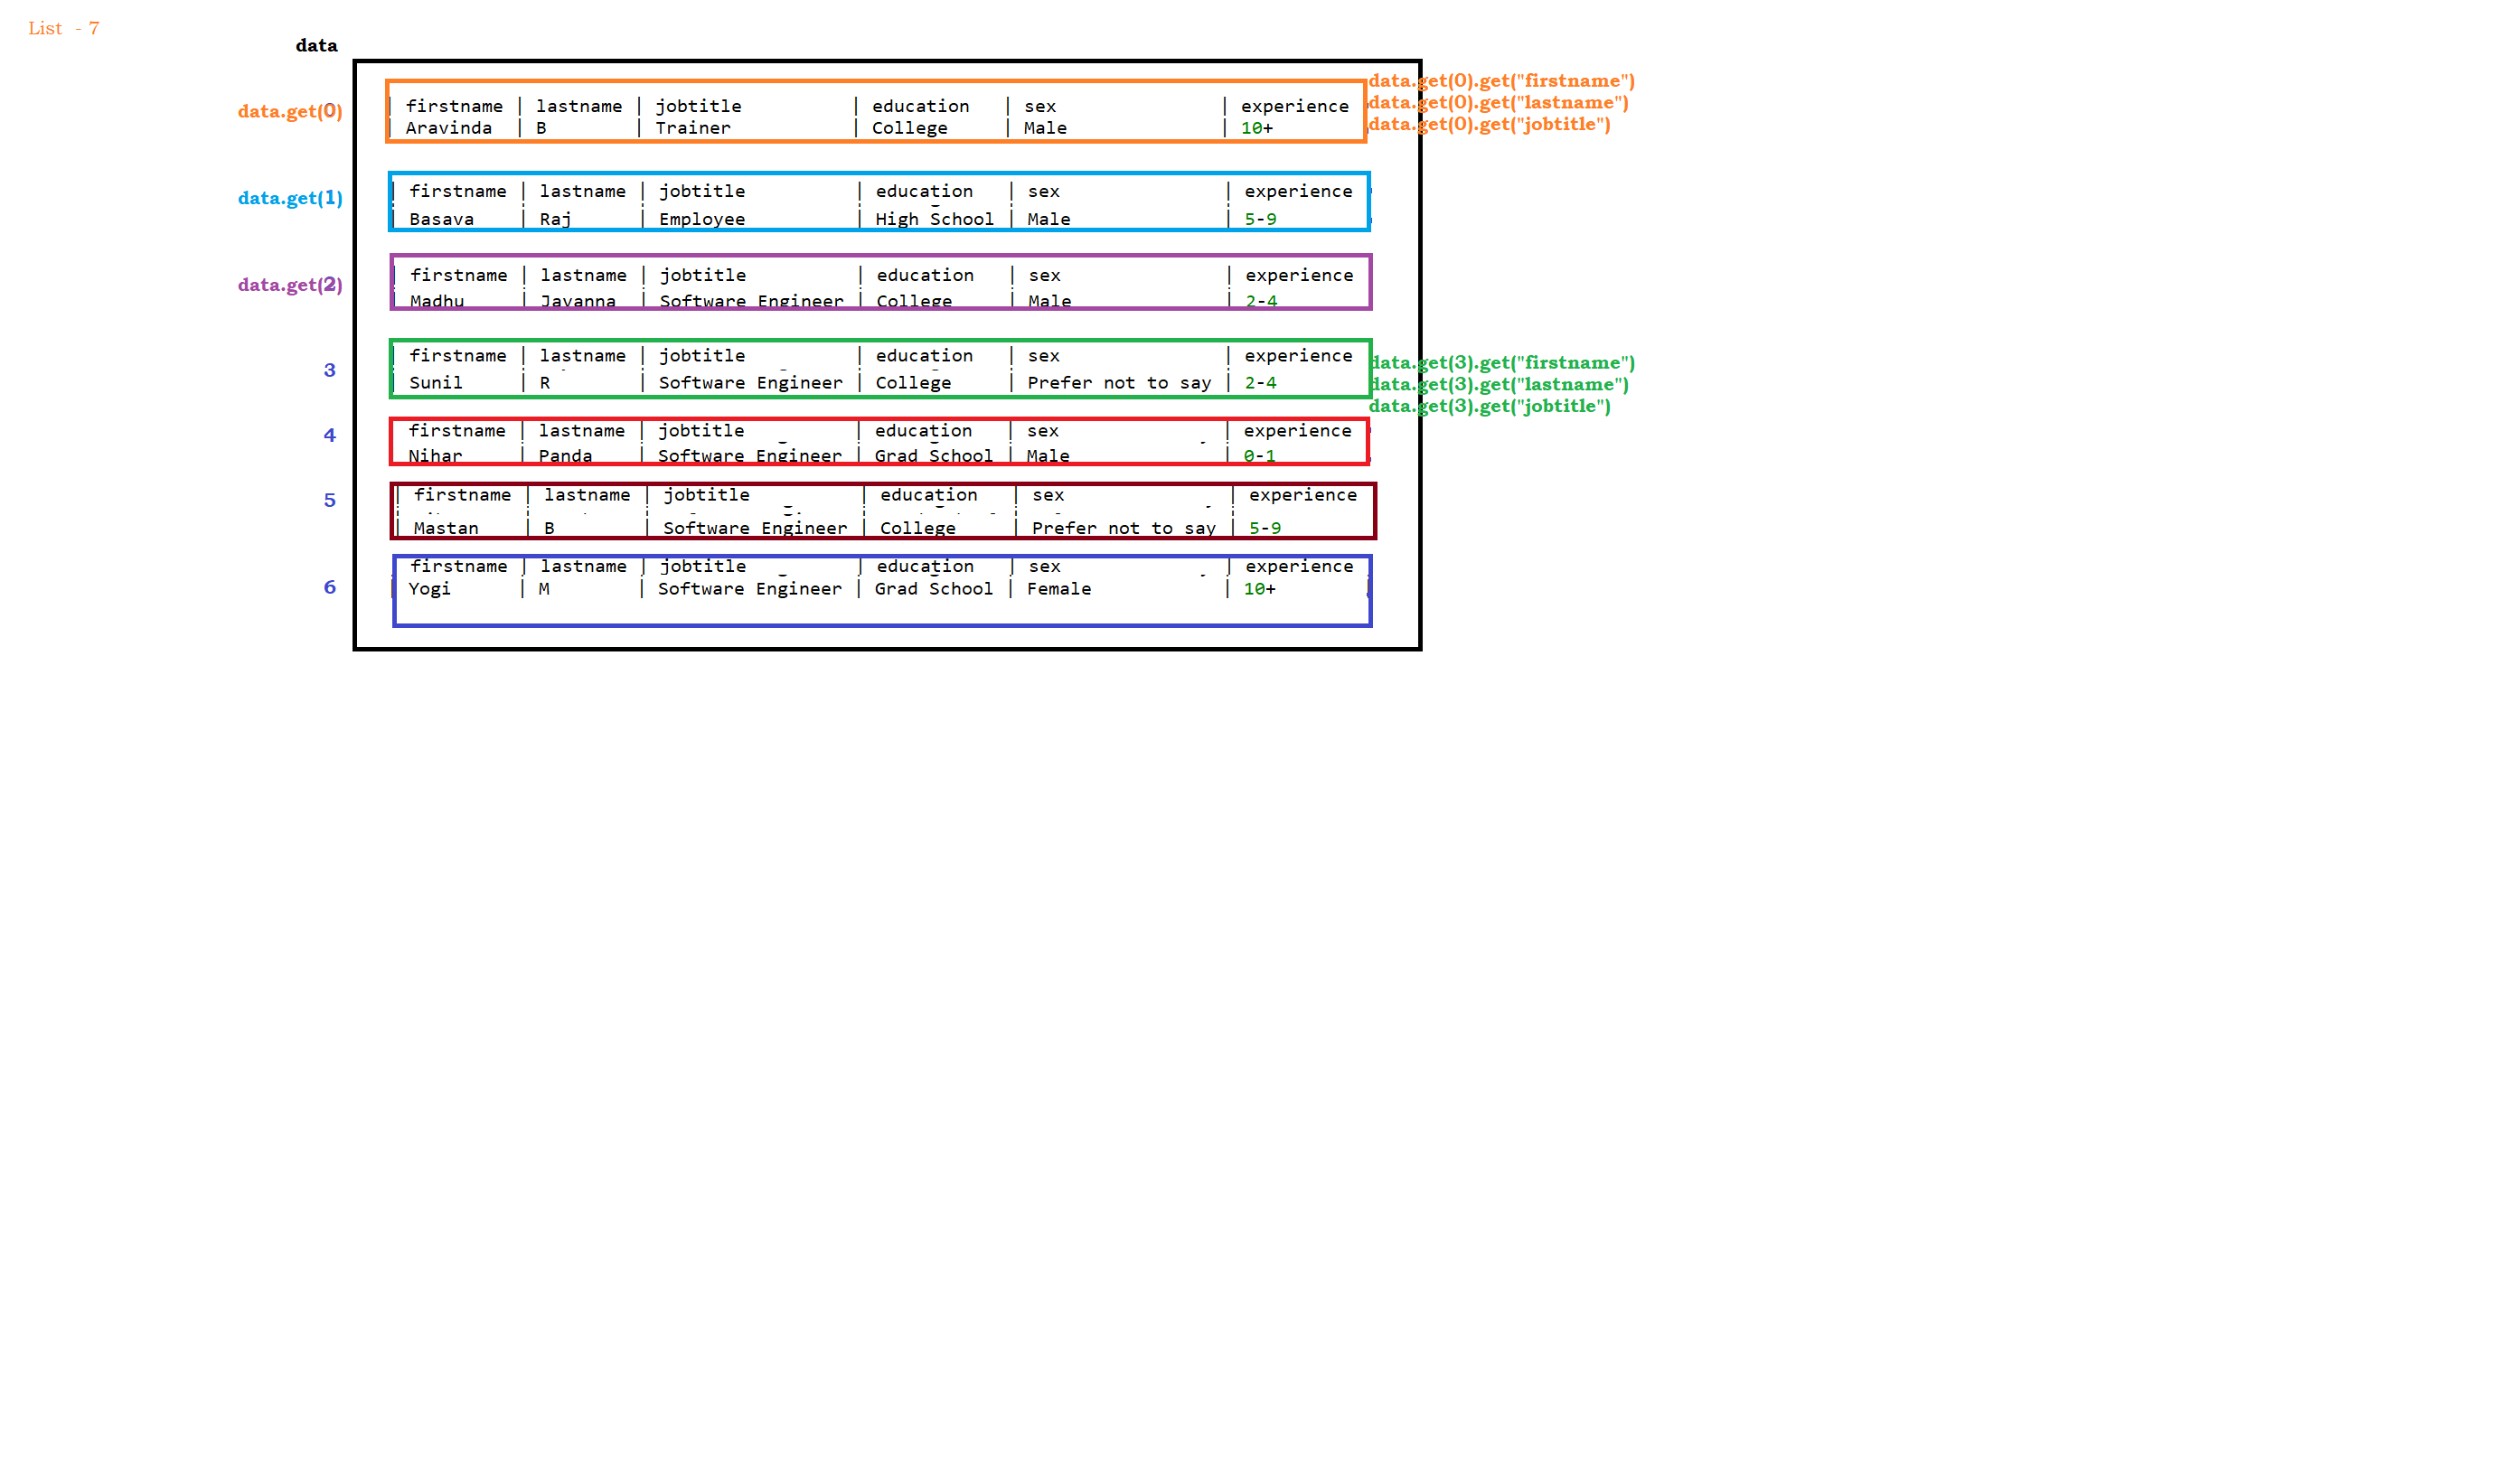 List - 7
data
data.get(0)
| firstname | lastname | jobtitle | education | sex | experience
| Aravinda | B | Trainer | College | Male | 10+
data.get(0).get("firstname")
data.get(0).get("lastname")
data.get(0).get("jobtitle")
data.get(1)
| firstname | lastname | jobtitle | education | sex | experience
| Basava | Raj | Employee | High School | Male | 5-9
data.get(2)
| firstname | lastname | jobtitle | education | sex | experience
| Madhu | Jayanna | Software Engineer | College | Male | 2-4
3
| firstname | lastname | jobtitle | education | sex | experience
| Sunil | R | Software Engineer | College | Prefer not to say | 2-4
data.get(3).get("firstname")
data.get(3).get("lastname")
data.get(3).get("jobtitle")
4
firstname | lastname | jobtitle | education | sex | experience
Nihar | Panda | Software Engineer | Grad School | Male | 0-1
5
| firstname | lastname | jobtitle | education | sex | experience
| Mastan | B | Software Engineer | College | Prefer not to say | 5-9
6
firstname | lastname | jobtitle | education | sex | experience
| Yogi | M | Software Engineer | Grad School | Female | 10+ |